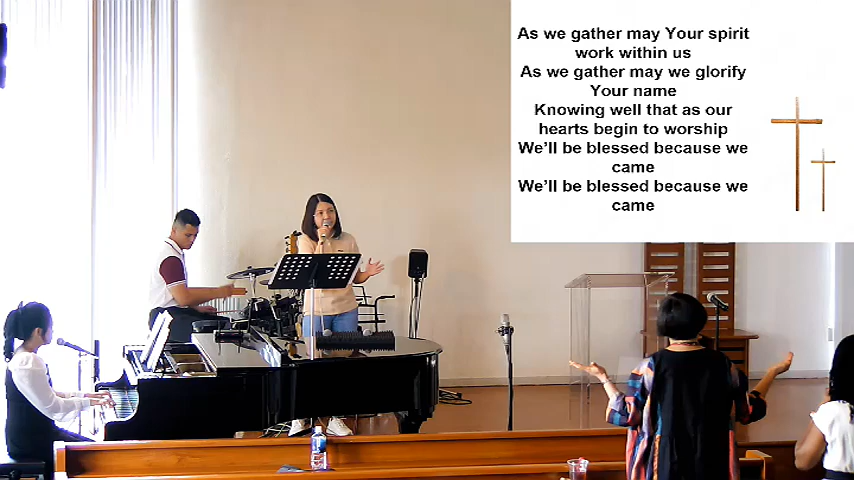 As we gather may Your spirit
work within us
As we gather may we glorify
Your name
Knowing well that as our
hearts begin to worship
We'll be blessed because we
came
We'll be blessed because we
came